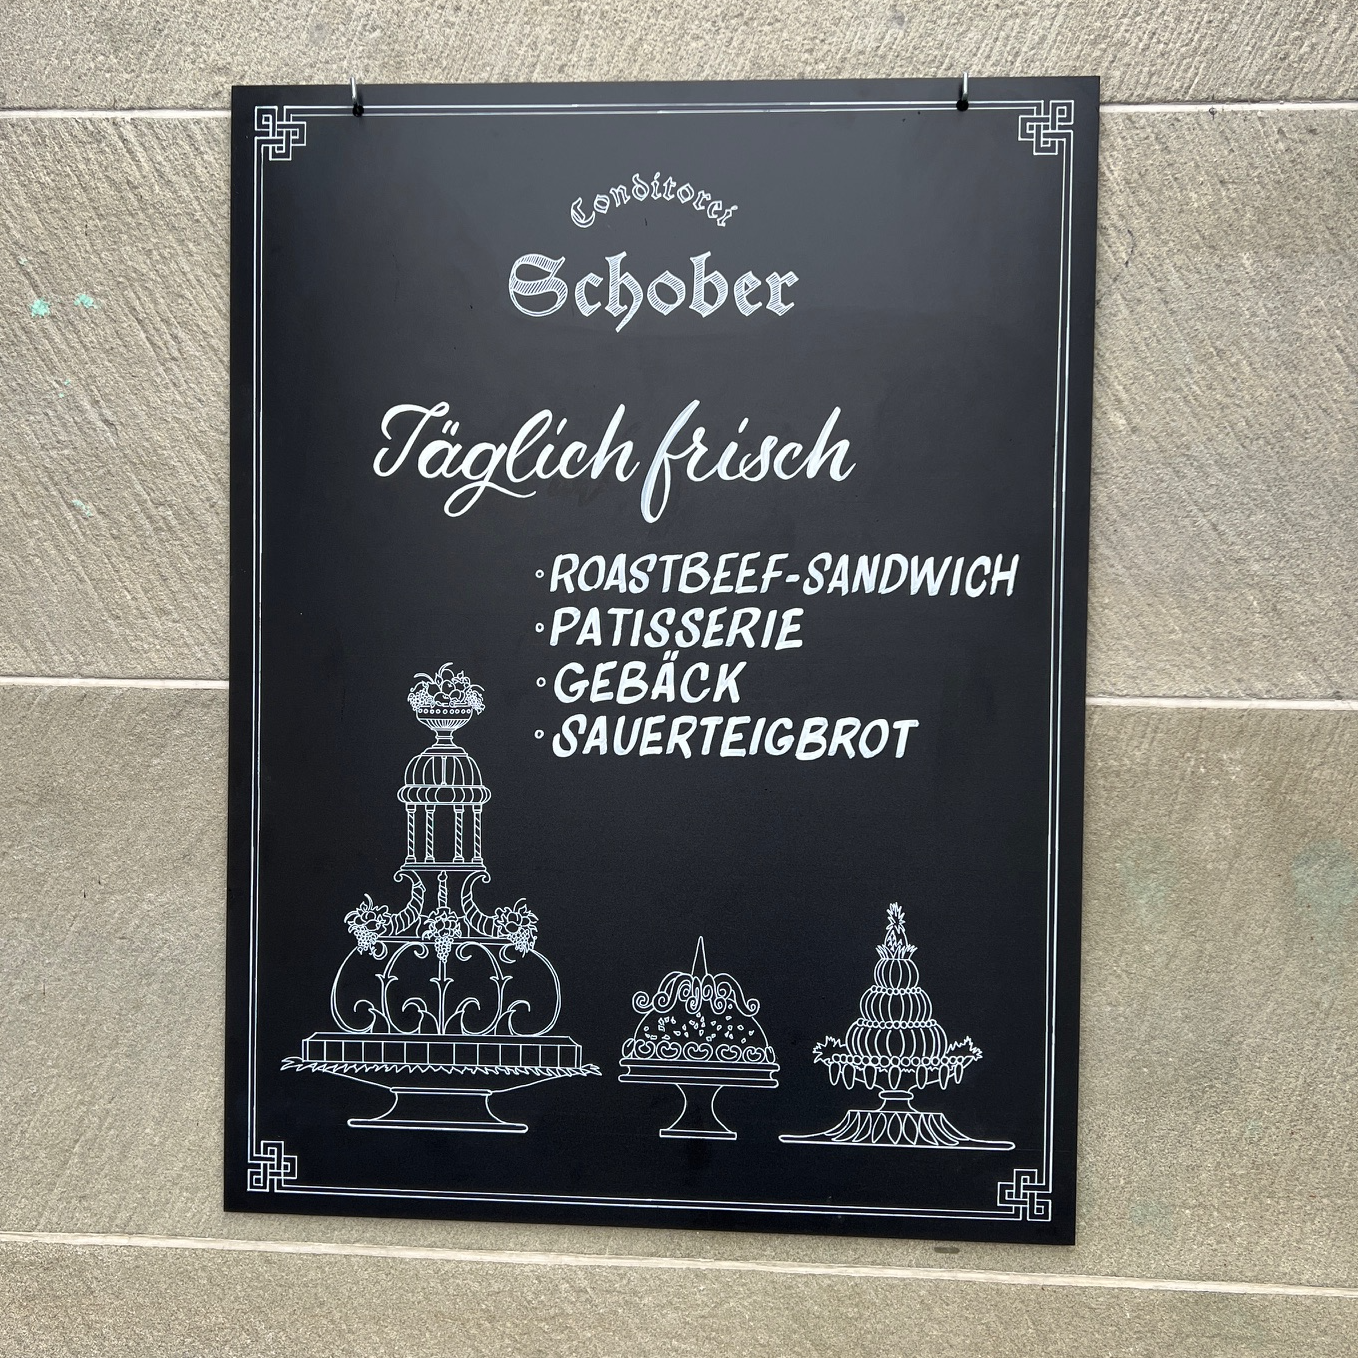 Conditorei
Schober
Täglich frisch
◦ ROASTBEEF-SANDWICH
◦ PATISSERIE
◦ GEBÄCK
◦ SAUERTEIGBROT